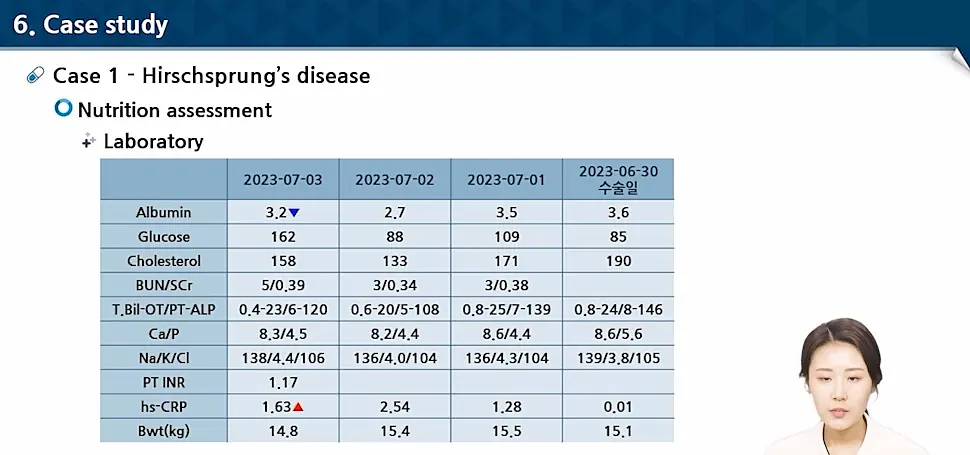 6. Case study
Case 1 - Hirschsprung's disease
Nutrition assessment
Laboratory
2023-07-03 2023-07-02 2023-07-01 2023-06-30
수술일
Albumin 3.2▼ 2.7 3.5 3.6
Glucose 162 88 109 85
Cholesterol 158 133 171 190
BUN/SCr 5/0.39 3/0.34 3/0.38
T.Bil-OT/PT-ALP 0.4-23/6-120 0.6-20/5-108 0.8-25/7-139 0.8-24/8-146
Ca/P 8.3/4.5 8.2/4.4 8.6/4.4 8.6/5.6
Na/K/Cl 138/4.4/106 136/4.0/104 136/4.3/104 139/3.8/105
PT INR 1.17
hs-CRP 1.63▲ 2.54 1.28 0.01
Bwt(kg) 14.8 15.4 15.5 15.1